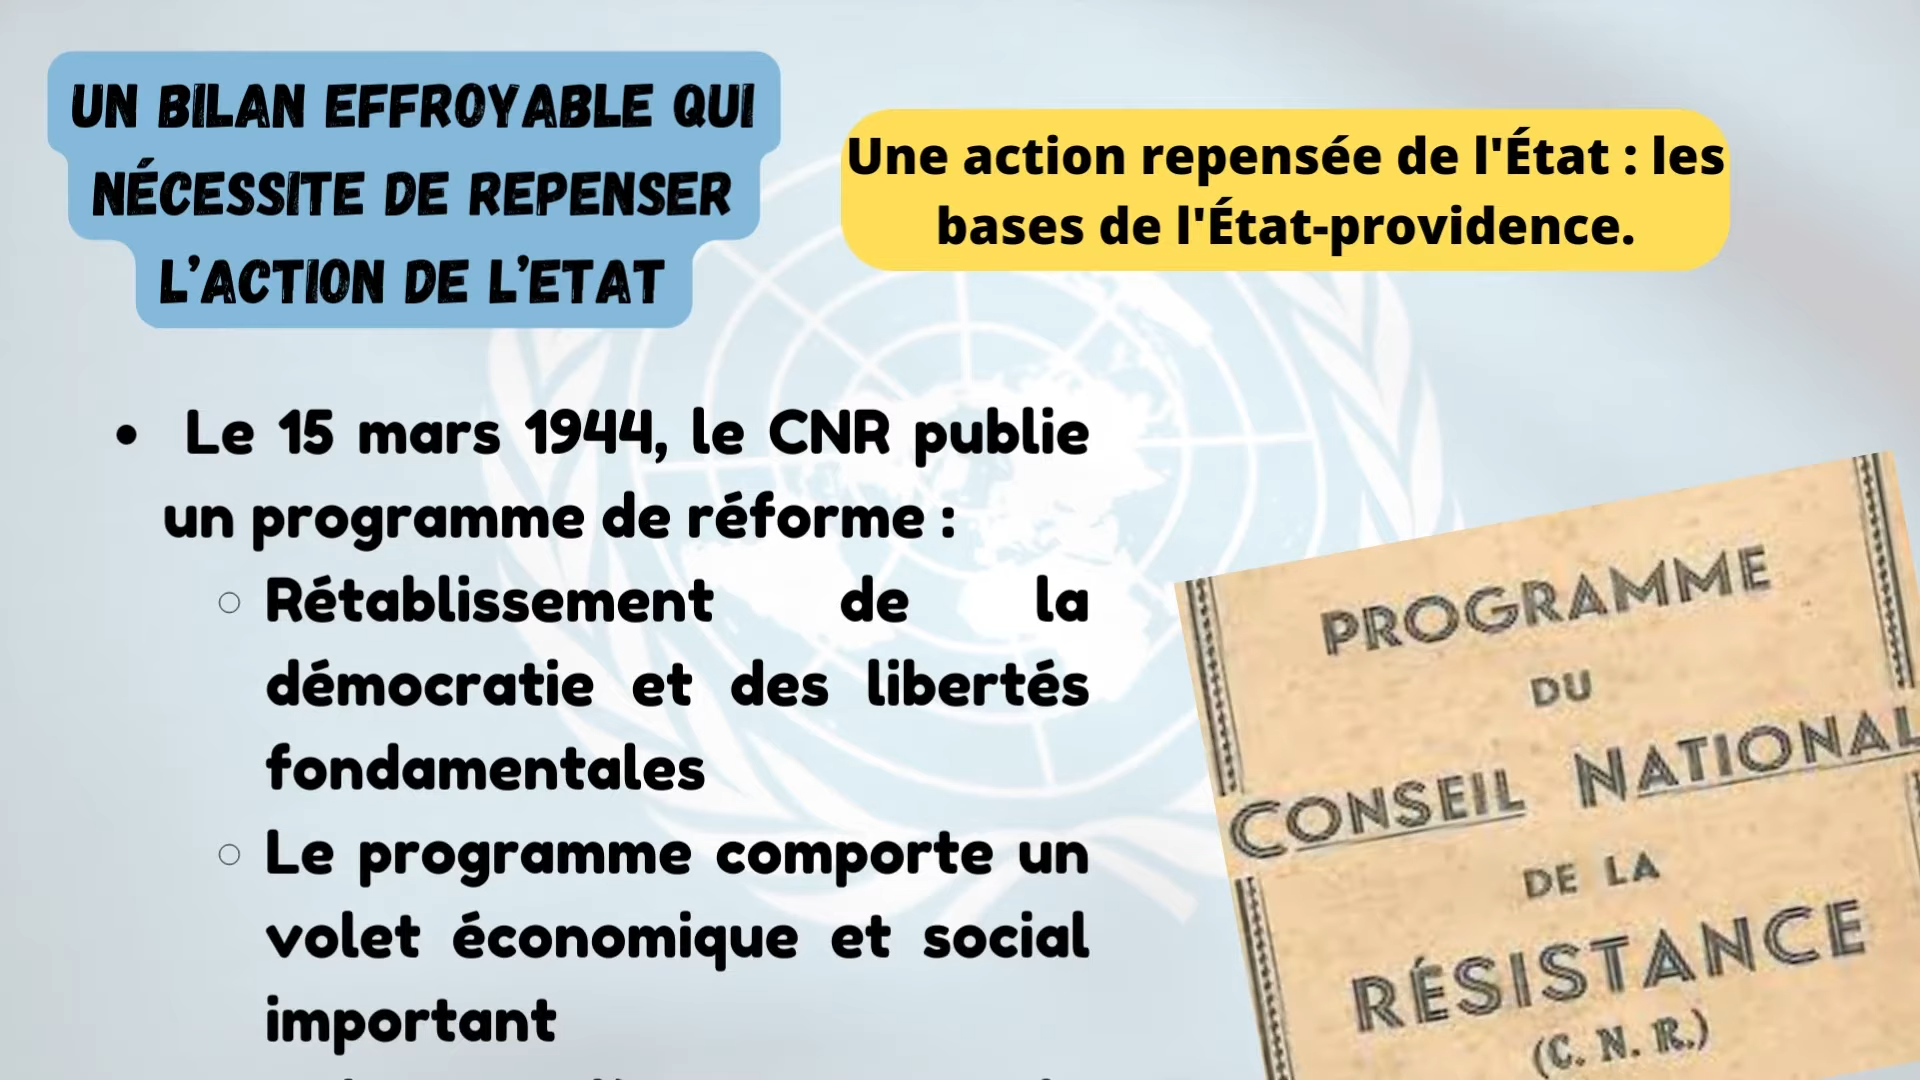 UN BILAN EFFROYABLE QUI
NÉCESSITE DE REPENSER
L’ACTION DE L’ETAT
Une action repensée de l'État : les
bases de l'État-providence.
• Le 15 mars 1944, le CNR publie
un programme de réforme :
○ Rétablissement de la
démocratie et des libertés
fondamentales
○ Le programme comporte un
volet économique et social
important
PROGRAMME
DU
CONSEIL NATIONAL
DE LA
RÉSISTANCE
(C. N. R.)